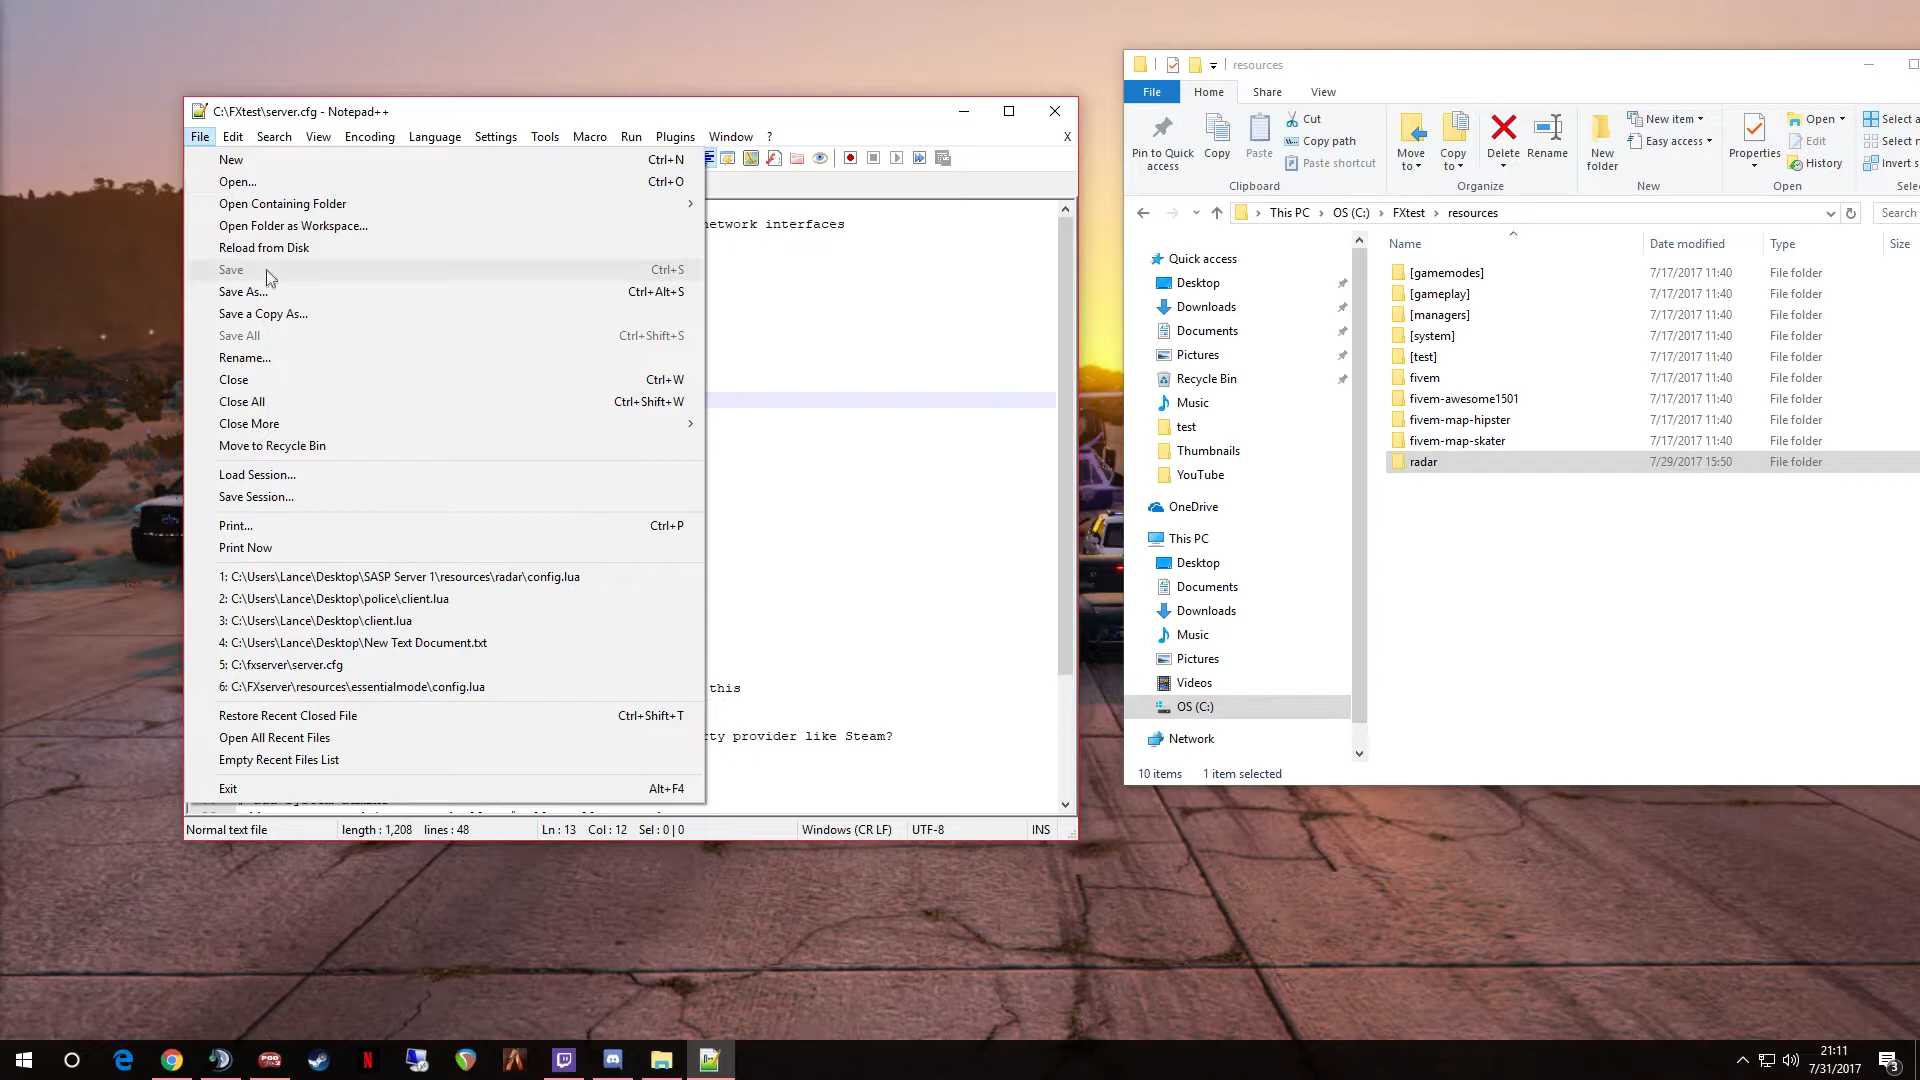 C:\FXtest\server.cfg - Notepad++
File Edit Search View Encoding Language Settings Tools Macro Run Plugins Window ? X
New Ctrl+N
Open... Ctrl+O
Open Containing Folder
Open Folder as Workspace...
Reload from Disk
Save Ctrl+S
Save As... Ctrl+Alt+S
Save a Copy As...
Save All Ctrl+Shift+S
Rename...
Close Ctrl+W
Close All Ctrl+Shift+W
Close More
Move to Recycle Bin
Load Session...
Save Session...
Print... Ctrl+P
Print Now
1: C:\Users\Lance\Desktop\SASP Server 1\resources\radar\config.lua
2: C:\Users\Lance\Desktop\police\client.lua
3: C:\Users\Lance\Desktop\client.lua
4: C:\Users\Lance\Desktop\New Text Document.txt
5: C:\fxserver\server.cfg
6: C:\FXserver\resources\essentialmode\config.lua
Restore Recent Closed File Ctrl+Shift+T
Open All Recent Files
Empty Recent Files List
Exit Alt+F4
network interfaces
this
rty provider like Steam?
Normal text file length : 1,208 lines : 48 Ln : 13 Col : 12 Sel : 0 | 0 Windows (CR LF) UTF-8 INS
resources
File Home Share View
Pin to Quick access
Copy
Paste
Cut
Copy path
Paste shortcut
Clipboard
Move to
Copy to
Delete
Rename
Organize
New folder
New item
Easy access
New
Properties
Open
Edit
History
Open
Select a
Select n
Invert s
Selec
This PC OS (C:) FXtest resources
Search
Name Date modified Type Size
[gamemodes] 7/17/2017 11:40 File folder
[gameplay] 7/17/2017 11:40 File folder
[managers] 7/17/2017 11:40 File folder
[system] 7/17/2017 11:40 File folder
[test] 7/17/2017 11:40 File folder
fivem 7/17/2017 11:40 File folder
fivem-awesome1501 7/17/2017 11:40 File folder
fivem-map-hipster 7/17/2017 11:40 File folder
fivem-map-skater 7/17/2017 11:40 File folder
radar 7/29/2017 15:50 File folder
Quick access
Desktop
Downloads
Documents
Pictures
Recycle Bin
Music
test
Thumbnails
YouTube
OneDrive
This PC
Desktop
Documents
Downloads
Music
Pictures
Videos
OS (C:)
Network
10 items 1 item selected
21:11
7/31/2017
3